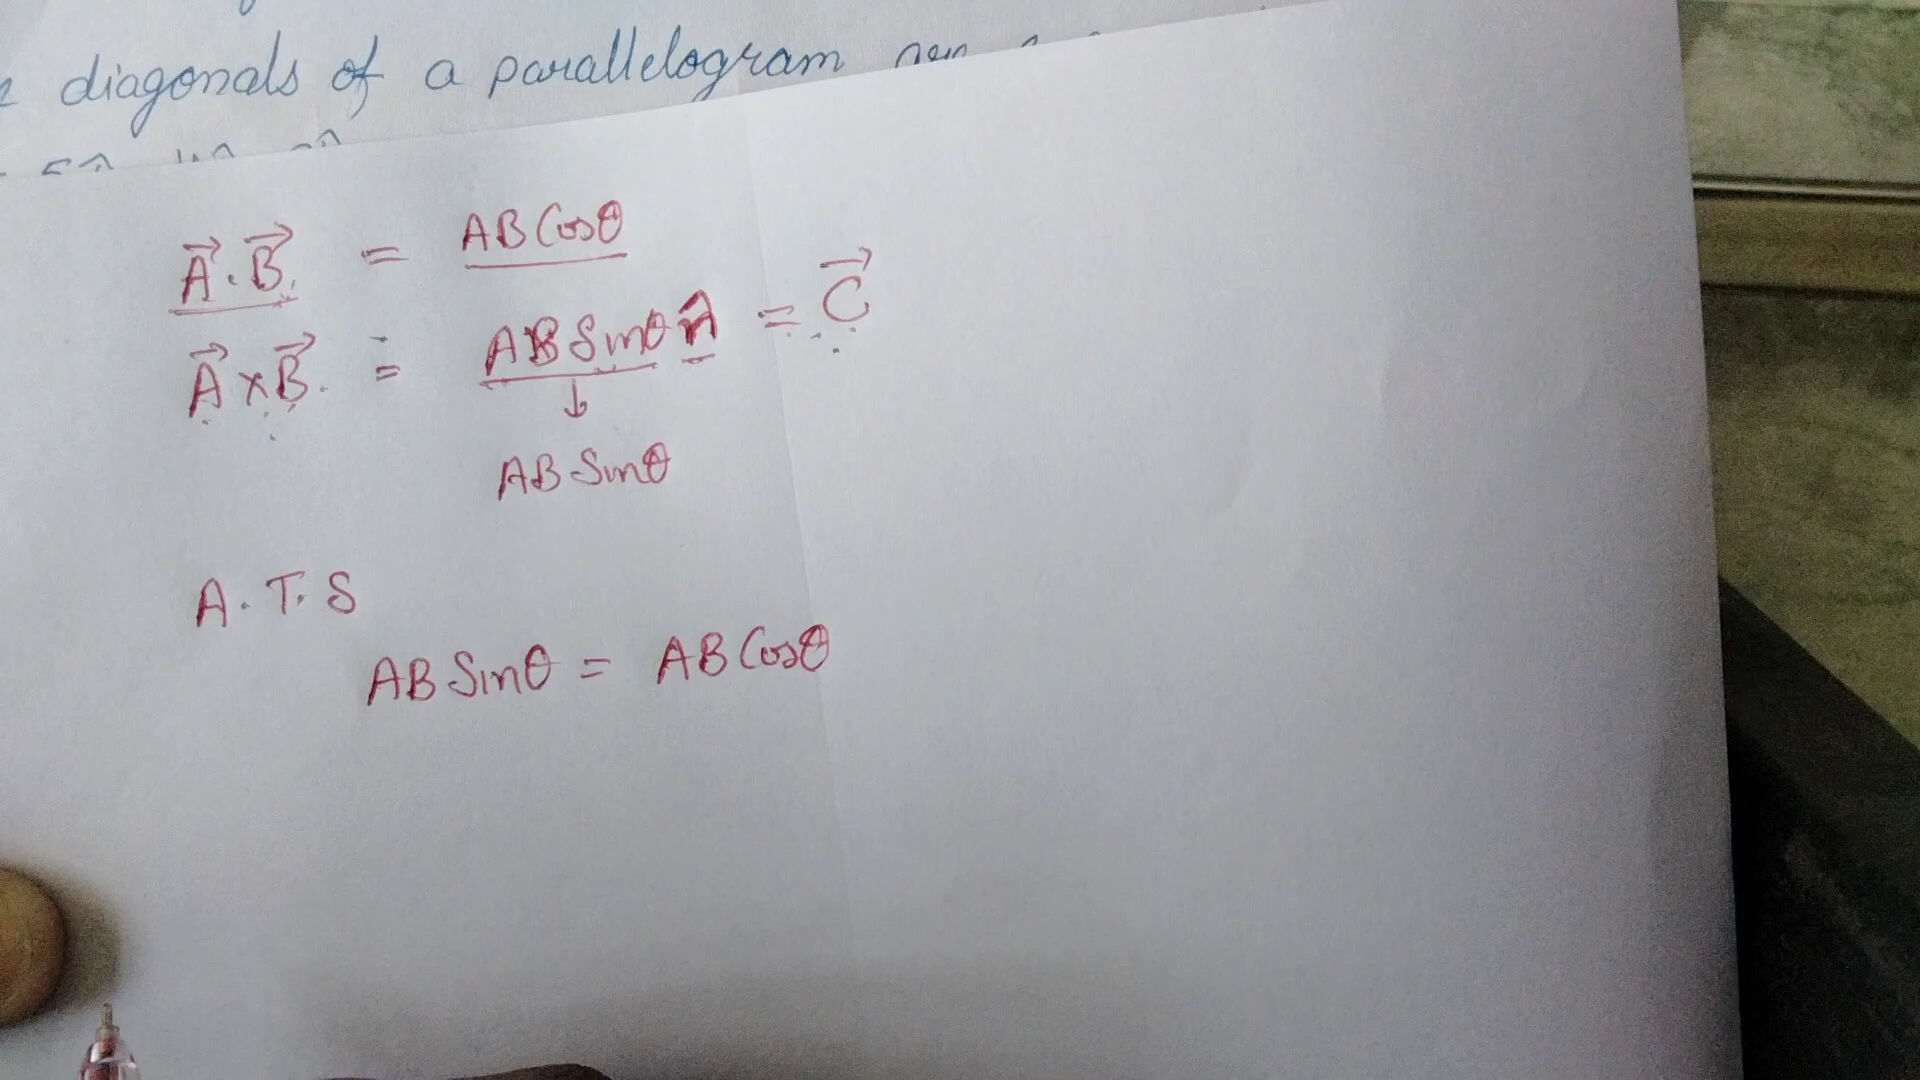 diagonals of a parallelogram
A⃗ . B⃗ = AB Cosθ
A⃗ × B⃗ = AB Sinθ n̂ = C⃗
↓
AB Sinθ
A. T. S
AB Sinθ = AB Cosθ